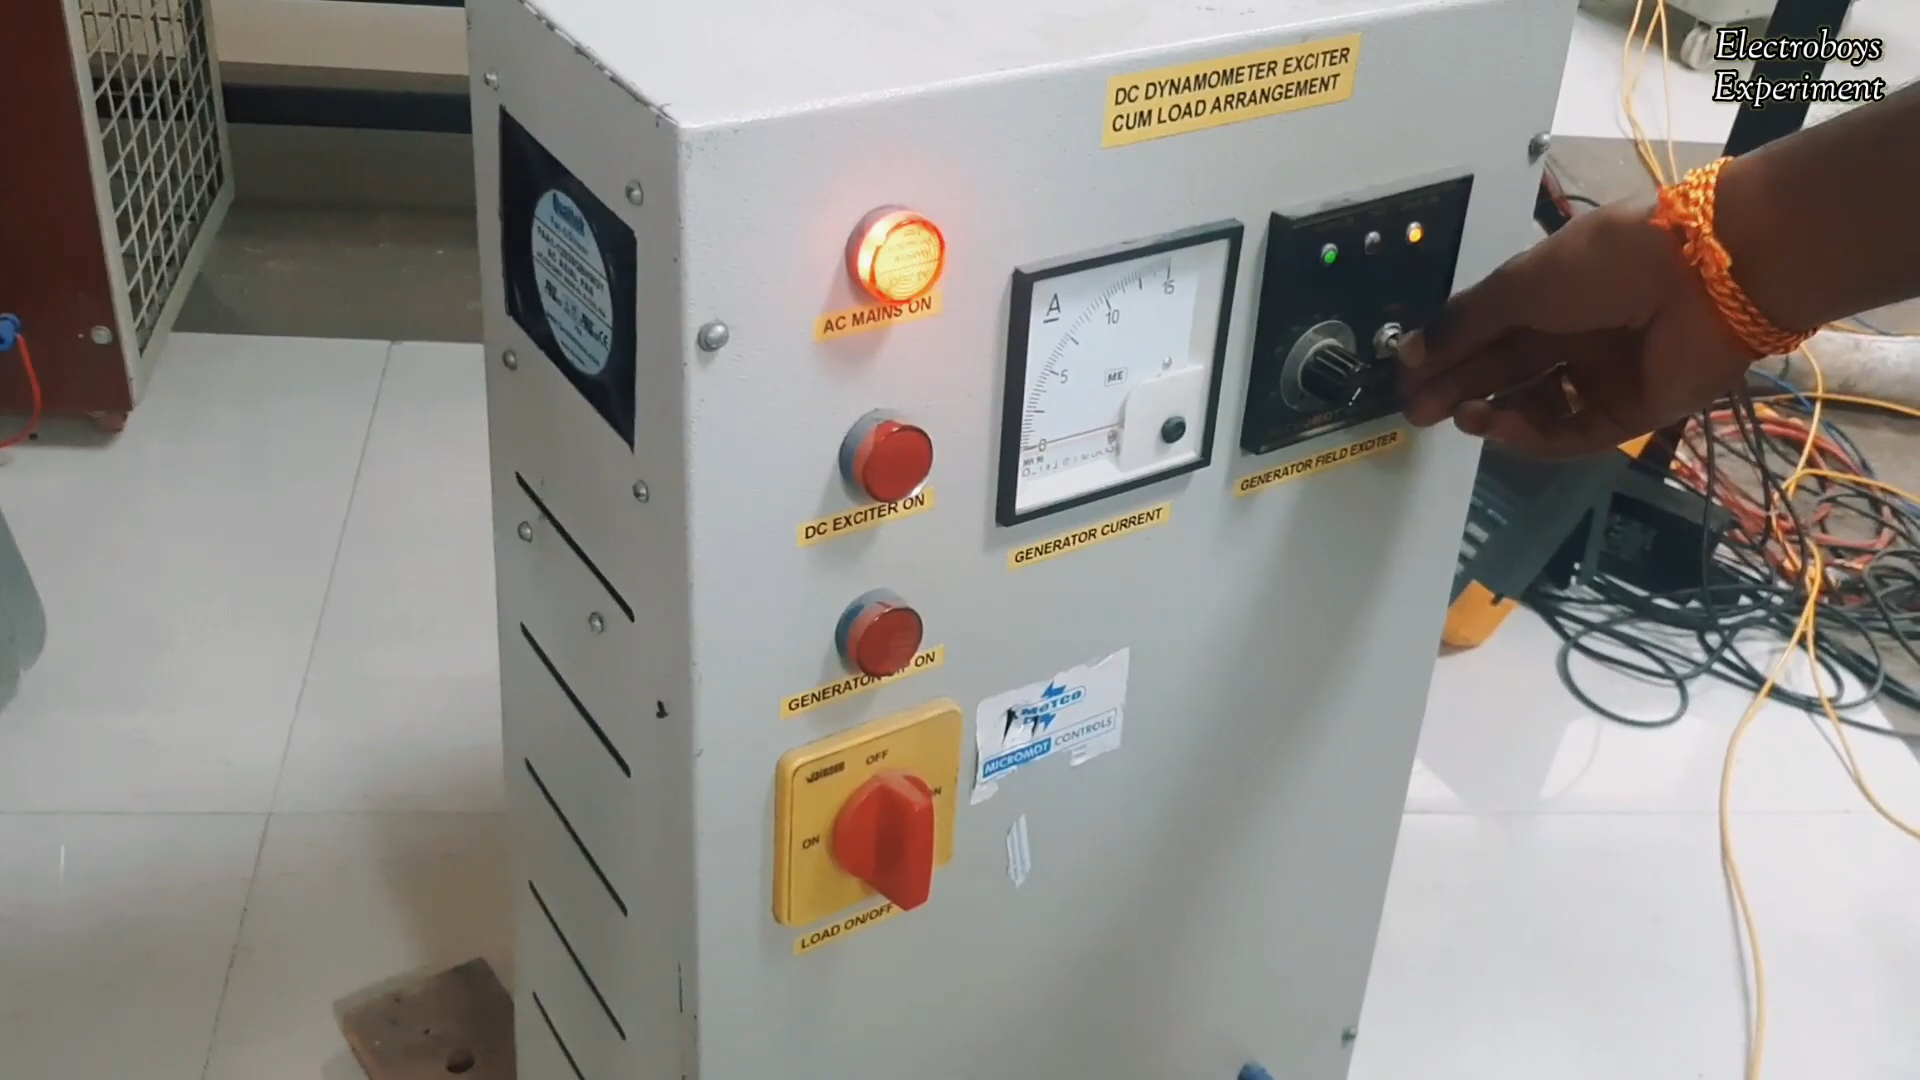 Electroboys
Experiment
DC DYNAMOMETER EXCITER
CUM LOAD ARRANGEMENT
AC MAINS ON
A
15
10
5
0
ME
DC EXCITER ON
GENERATOR CURRENT
GENERATOR FIELD EXCITER
GENERATOR ON
MOTCO
MICROMOT CONTROLS
OFF
ON
LOAD ON/OFF